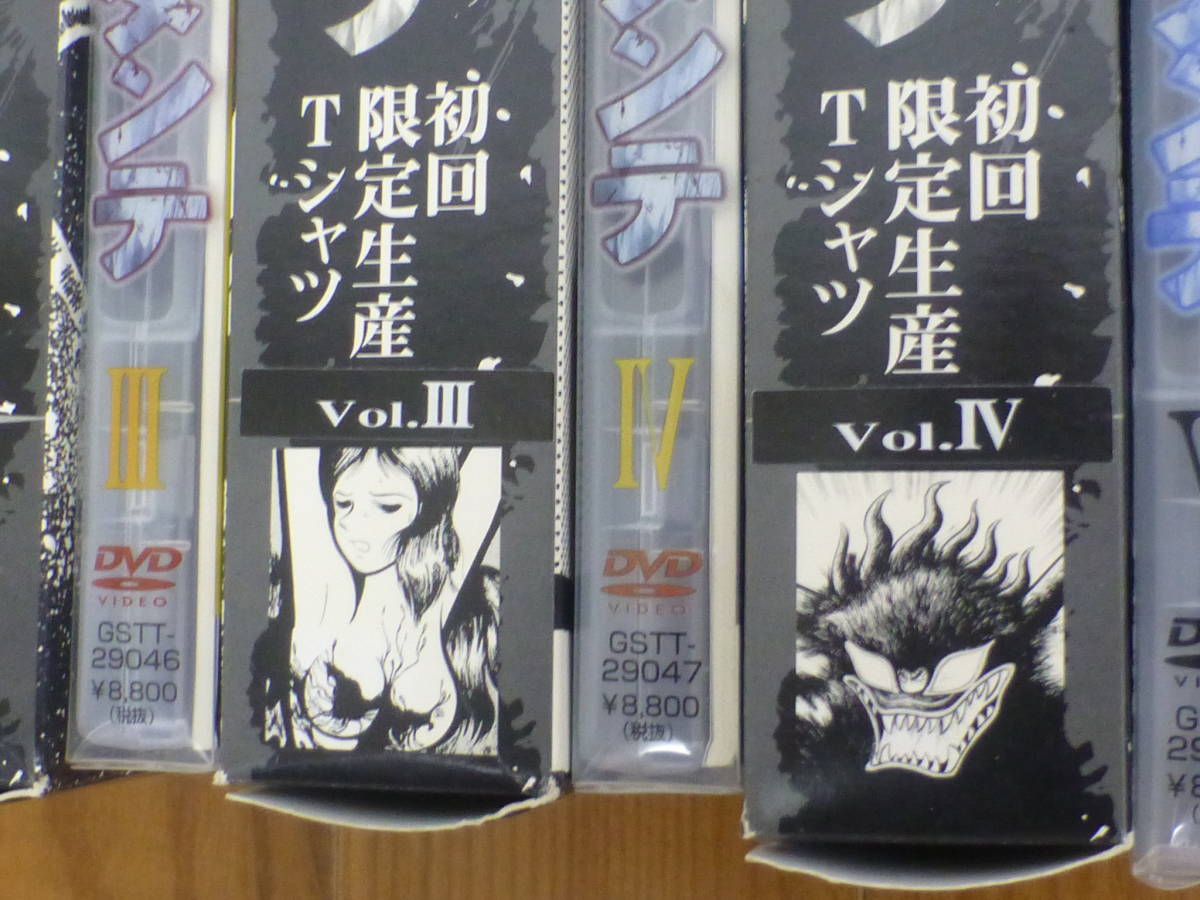 ンテ
III
DVD
VIDEO
GSTT-
29046
¥8,800
(税抜)
初回
限定生産
Tシャツ
Vol.III
ンテ
IV
DVD
VIDEO
GSTT-
29047
¥8,800
(税抜)
初回
限定生産
Tシャツ
Vol.IV